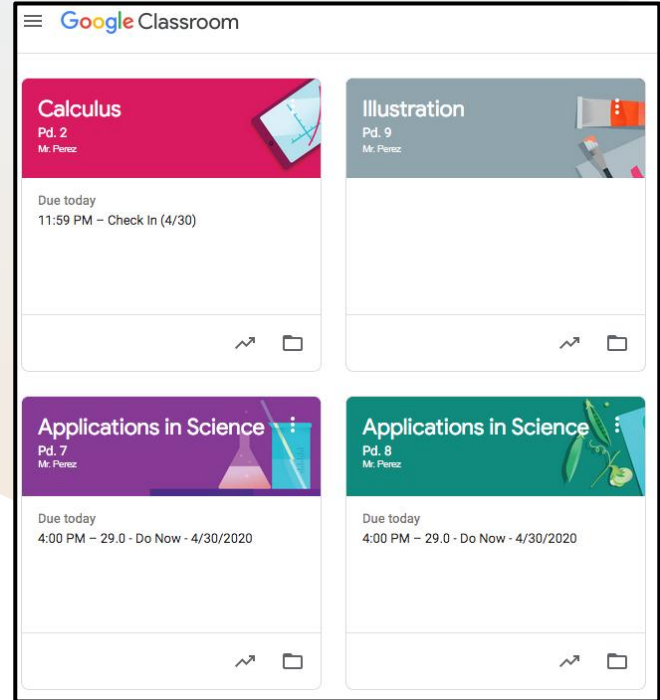 Google Classroom
Calculus
Pd. 2
Mr. Perez
Due today
11:59 PM – Check In (4/30)
Illustration
Pd. 9
Mr. Perez
Applications in Science
Pd. 7
Mr. Perez
Due today
4:00 PM – 29.0 - Do Now - 4/30/2020
Applications in Science
Pd. 8
Mr. Perez
Due today
4:00 PM – 29.0 - Do Now - 4/30/2020